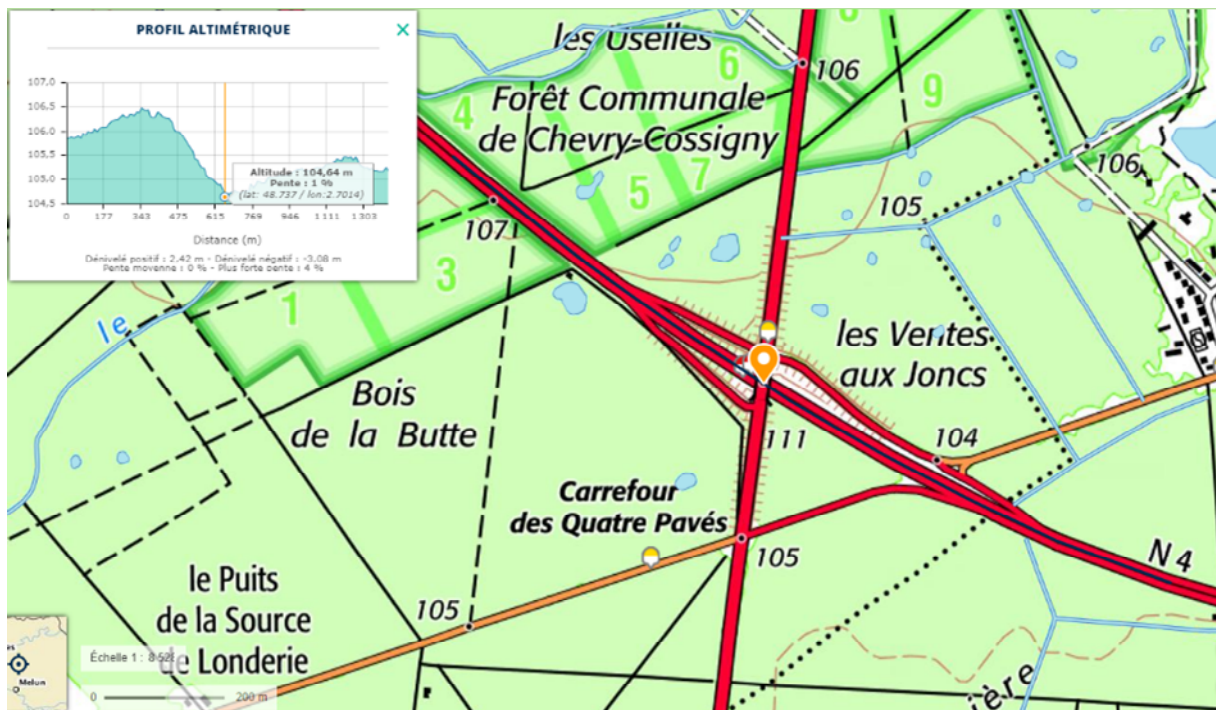 PROFIL ALTIMÉTRIQUE
107,0
106,5
106,0
105,5
105,0
104,5
0 177 343 475 615 769 946 1111 1303
Altitude : 104,64 m
Pente : 1 %
(lat: 48.737 / lon:2.7014)
Distance (m)
Dénivelé positif : 2.42 m - Dénivelé négatif : -3.08 m
Pente moyenne : 0 % - Plus forte pente : 4 %
les Uselles
Forêt Communale
de Chevry-Cossigny
4
6
5
7
9
106
106
105
107
1
3
le
Bois
de la Butte
les Ventes
aux Joncs
111
104
Carrefour
des Quatre Pavés
105
N 4
105
le Puits
de la Source
de Londerie
Échelle 1 :
0 200 m
Melun
ière